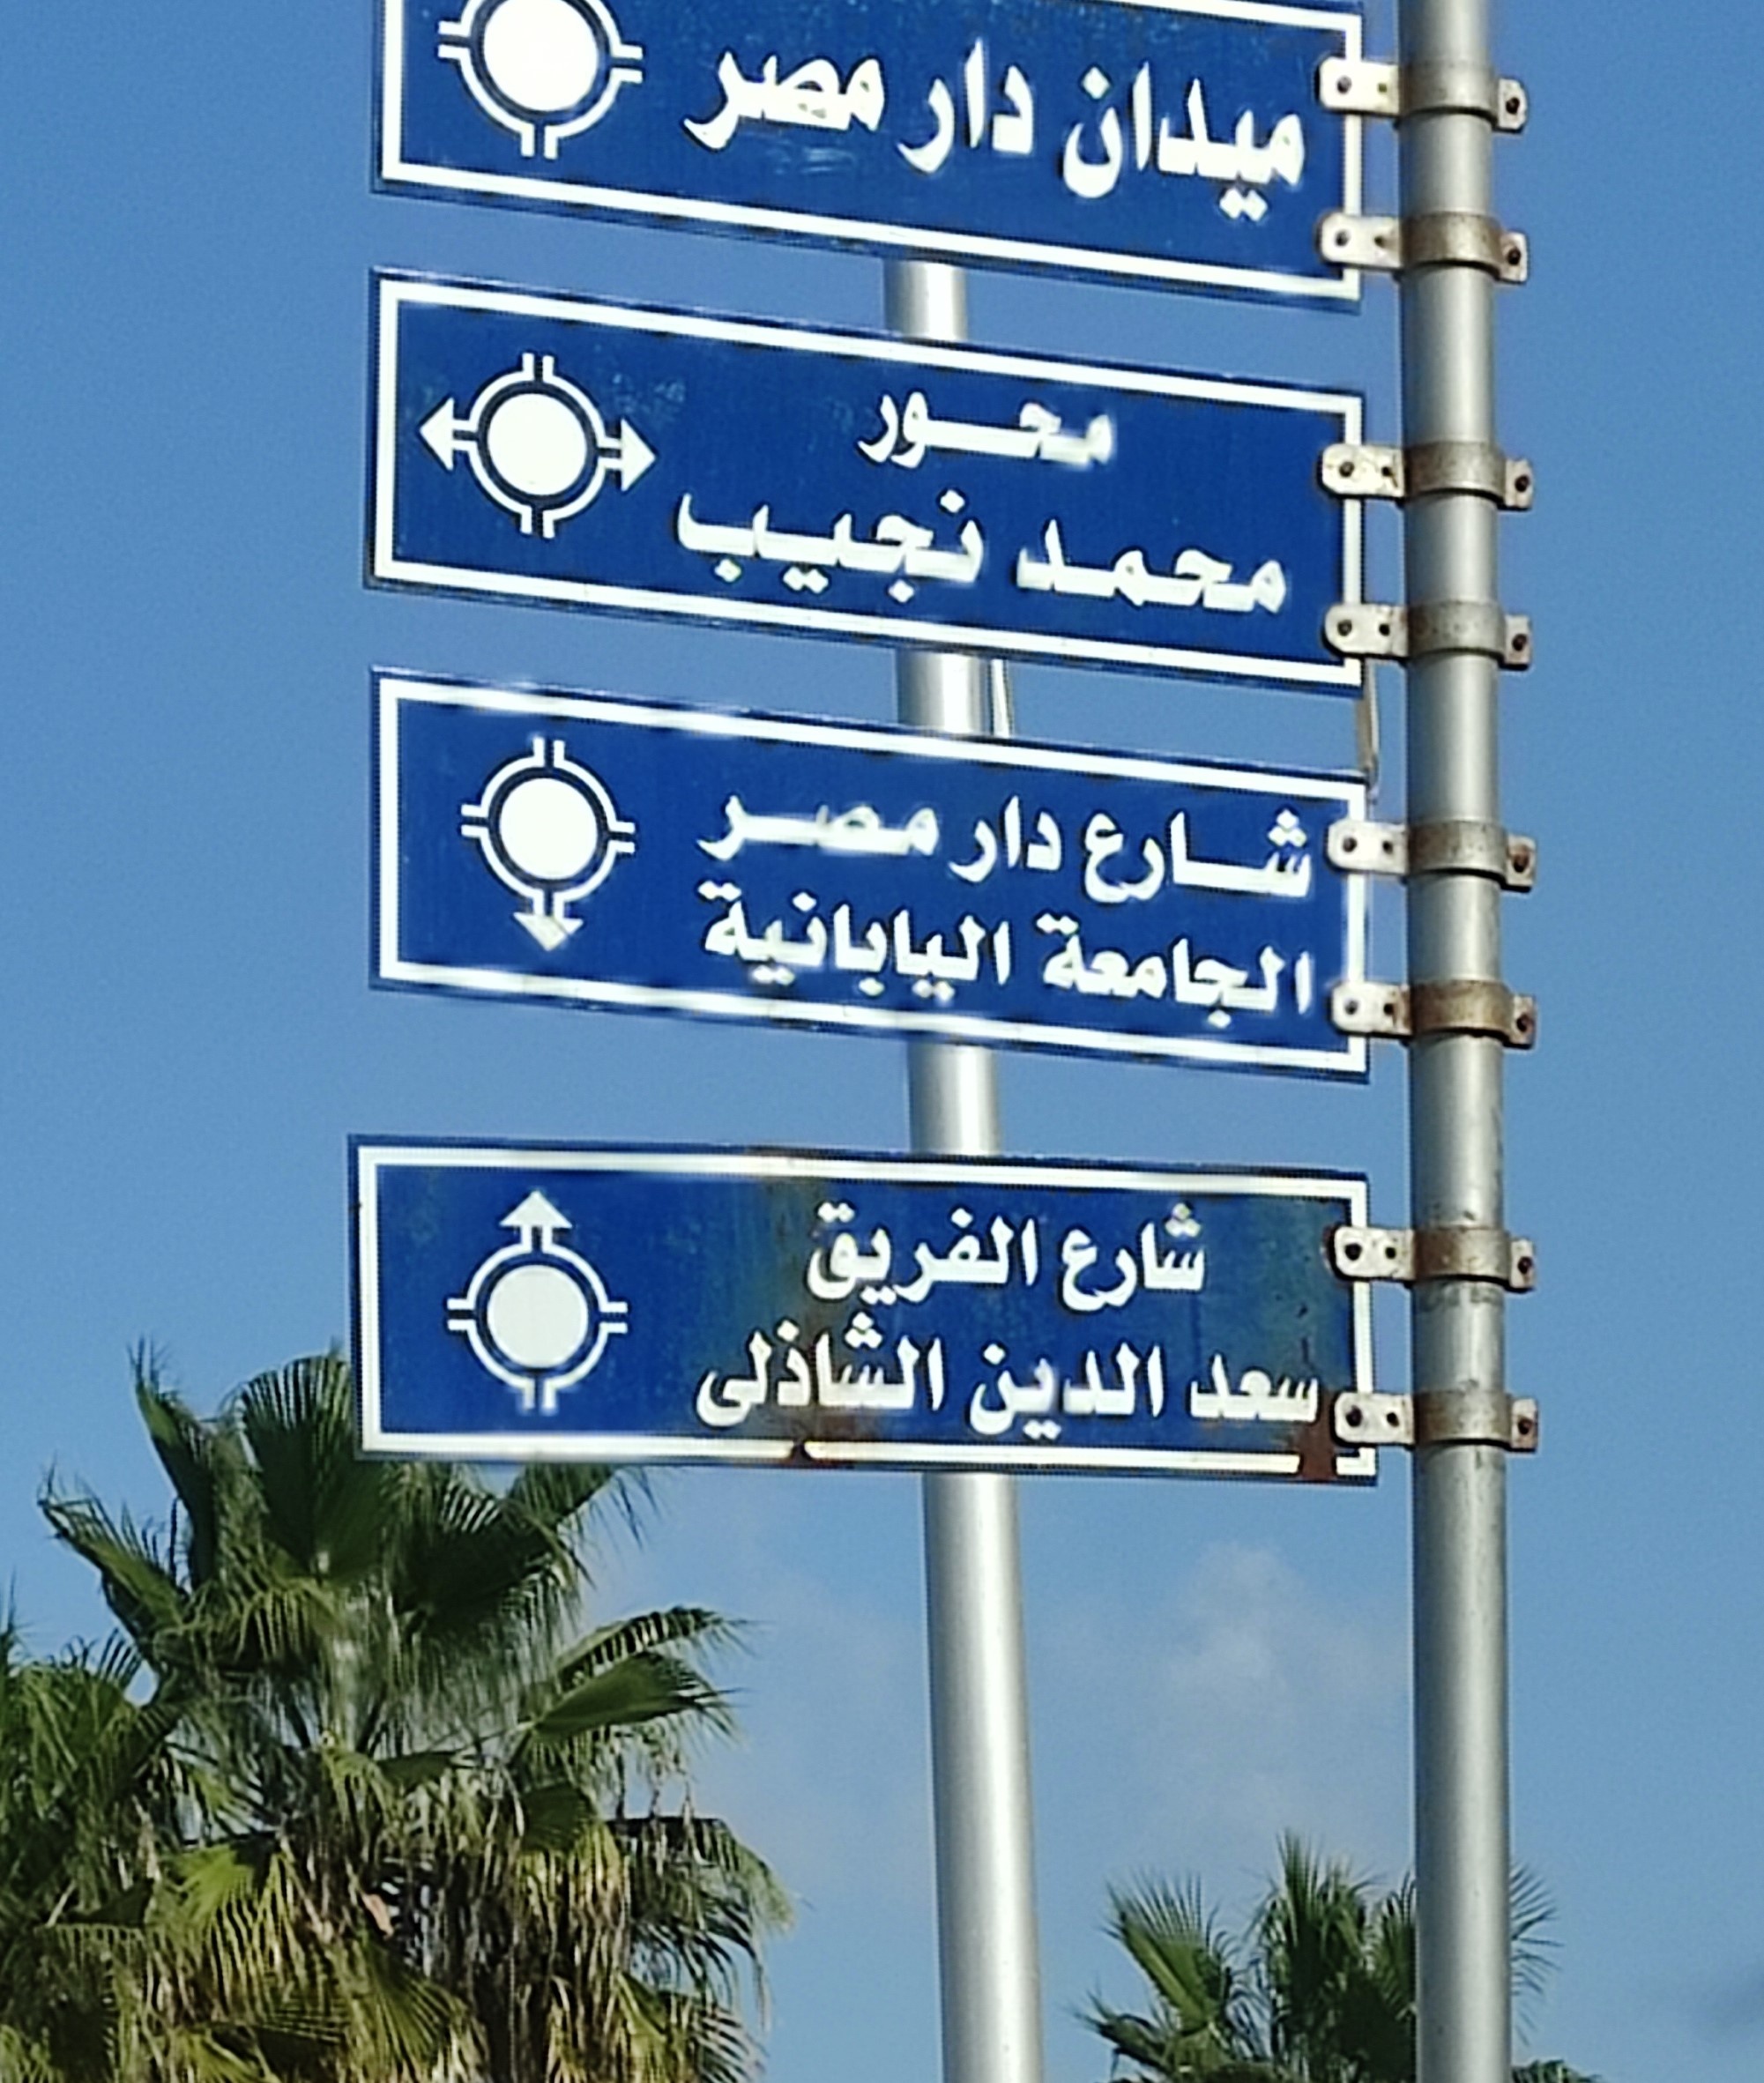 ميدان دار مصر
محور
محمد نجيب
شارع دار مصر
الجامعة اليابانية
شارع الفريق
سعد الدين الشاذلى